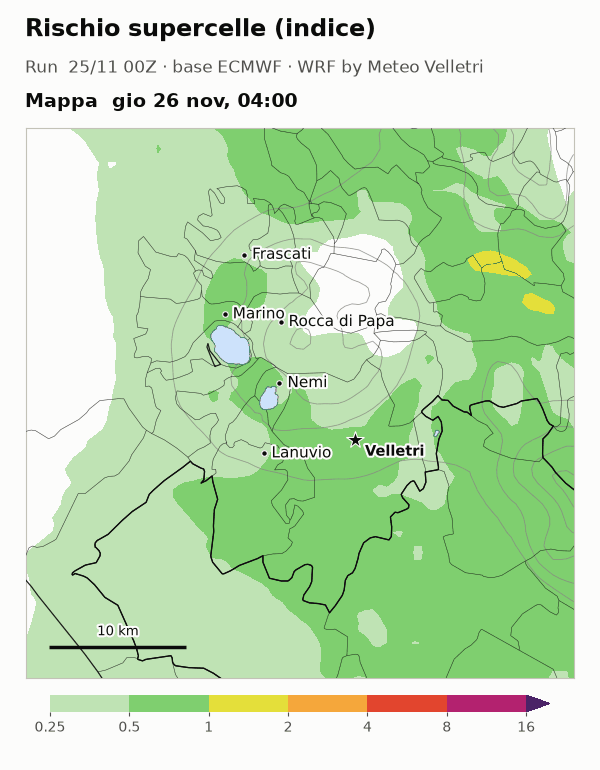 Rischio supercelle (indice)
Run  25/11 00Z · base ECMWF · WRF by Meteo Velletri
Mappa  gio 26 nov, 04:00
Frascati
Marino
Rocca di Papa
Nemi
Velletri
Lanuvio
10 km
0.25 0.5 1 2 4 8 16